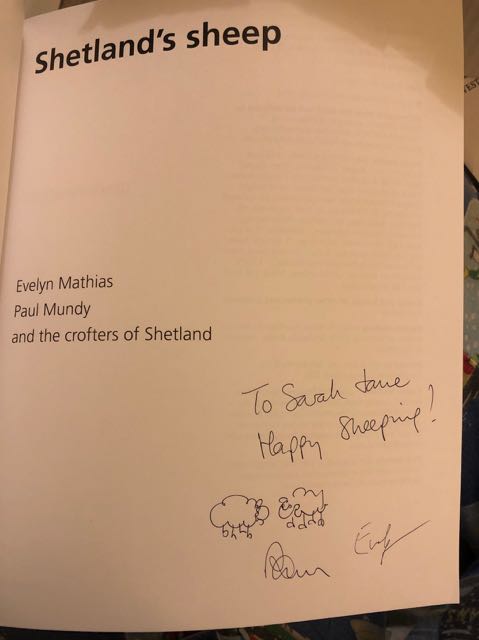 Shetland's sheep
Evelyn Mathias
Paul Mundy
and the crofters of Shetland
To Sarah Jane
Happy Sheeping!